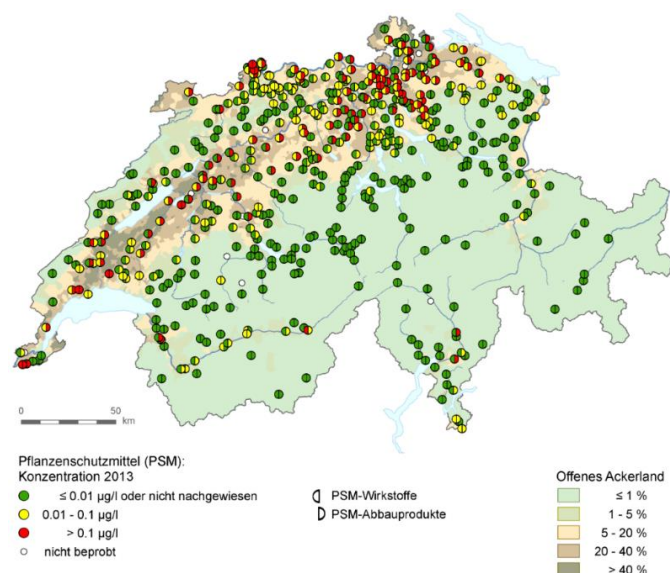 0 50
km
Pflanzenschutzmittel (PSM):
Konzentration 2013
≤ 0.01 µg/l oder nicht nachgewiesen
0.01 - 0.1 µg/l
> 0.1 µg/l
nicht beprobt
PSM-Wirkstoffe
PSM-Abbauprodukte
Offenes Ackerland
≤ 1 %
1 - 5 %
5 - 20 %
20 - 40 %
> 40 %